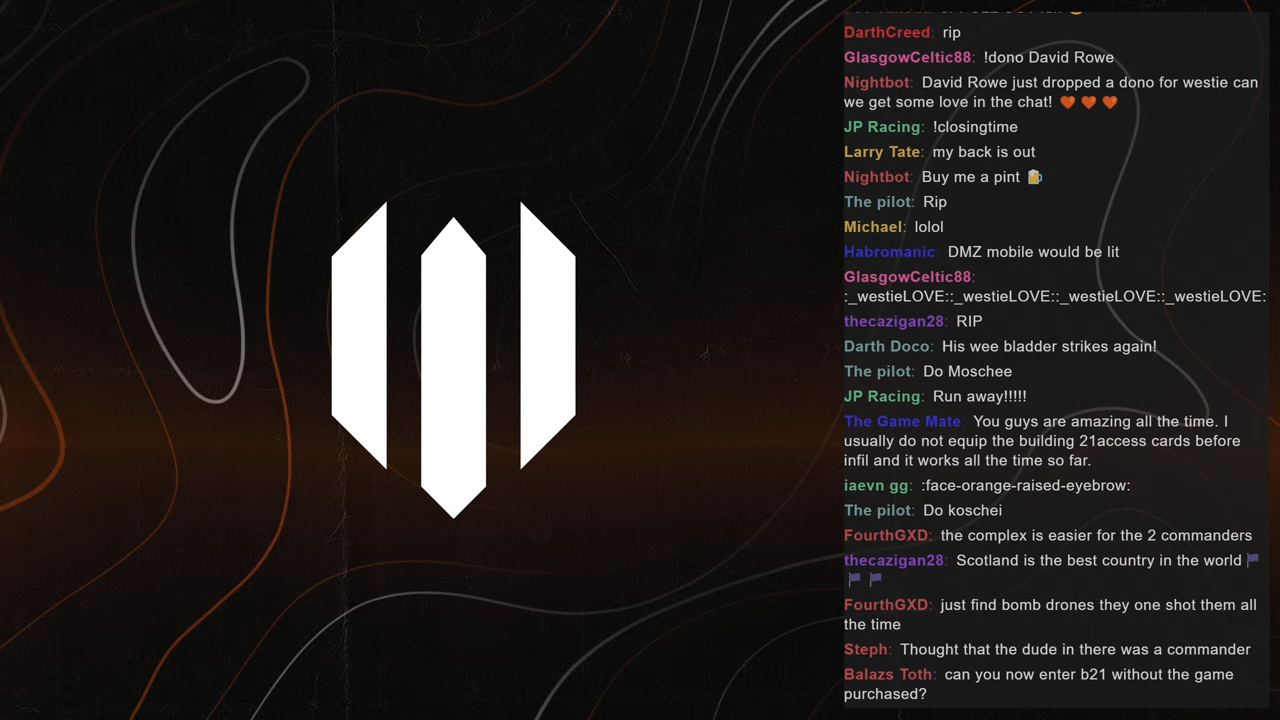 DarthCreed: rip
GlasgowCeltic88: !dono David Rowe
Nightbot: David Rowe just dropped a dono for westie can
we get some love in the chat! 🧡 🧡 🧡
JP Racing: !closingtime
Larry Tate: my back is out
Nightbot: Buy me a pint 🍺
The pilot: Rip
Michael: lolol
Habromanic: DMZ mobile would be lit
GlasgowCeltic88:
:_westieLOVE::_westieLOVE::_westieLOVE::_westieLOVE:
thecazigan28: RIP
Darth Doco: His wee bladder strikes again!
The pilot: Do Moschee
JP Racing: Run away!!!!!
The Game Mate: You guys are amazing all the time. I
usually do not equip the building 21access cards before
infil and it works all the time so far.
iaevn gg: :face-orange-raised-eyebrow:
The pilot: Do koschei
FourthGXD: the complex is easier for the 2 commanders
thecazigan28: Scotland is the best country in the world 🏴
🏴 🏴
FourthGXD: just find bomb drones they one shot them all
the time
Steph: Thought that the dude in there was a commander
Balazs Toth: can you now enter b21 without the game
purchased?